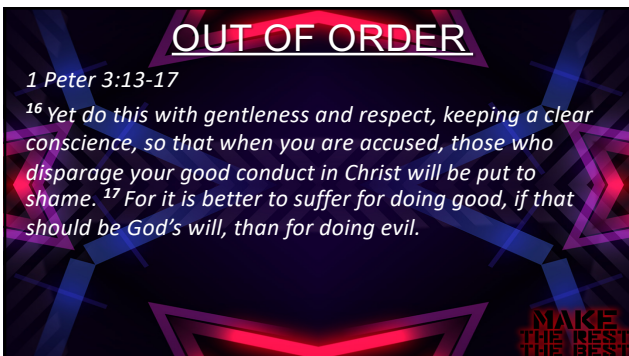 OUT OF ORDER
1 Peter 3:13-17
16 Yet do this with gentleness and respect, keeping a clear
conscience, so that when you are accused, those who
disparage your good conduct in Christ will be put to
shame. 17 For it is better to suffer for doing good, if that
should be God’s will, than for doing evil.
MAKE
THE REST
THE BEST